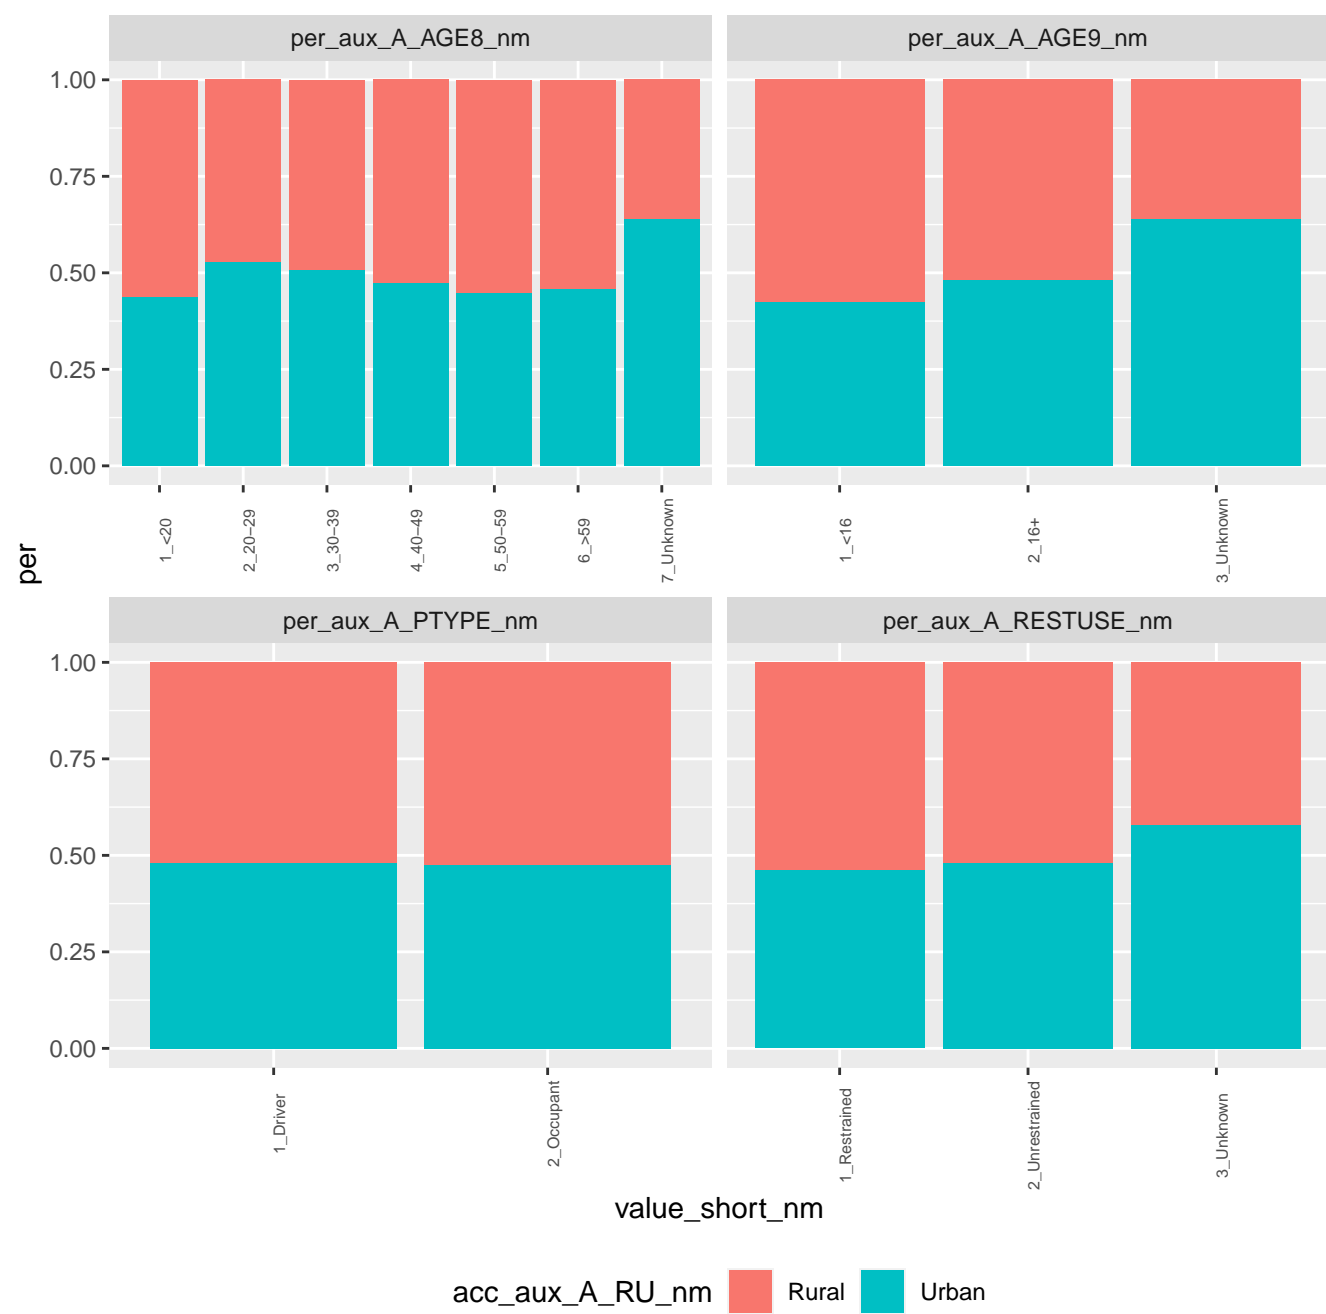 per_aux_A_AGE8_nm
per_aux_A_AGE9_nm
1.00
0.75
0.50
0.25
0.00
1_<20
2_20−29
3_30−39
4_40−49
5_50−59
6_>59
7_Unknown
1_<16
2_16+
3_Unknown
per
per_aux_A_PTYPE_nm
per_aux_A_RESTUSE_nm
1.00
0.75
0.50
0.25
0.00
1_Driver
2_Occupant
1_Restrained
2_Unrestrained
3_Unknown
value_short_nm
acc_aux_A_RU_nm Rural Urban